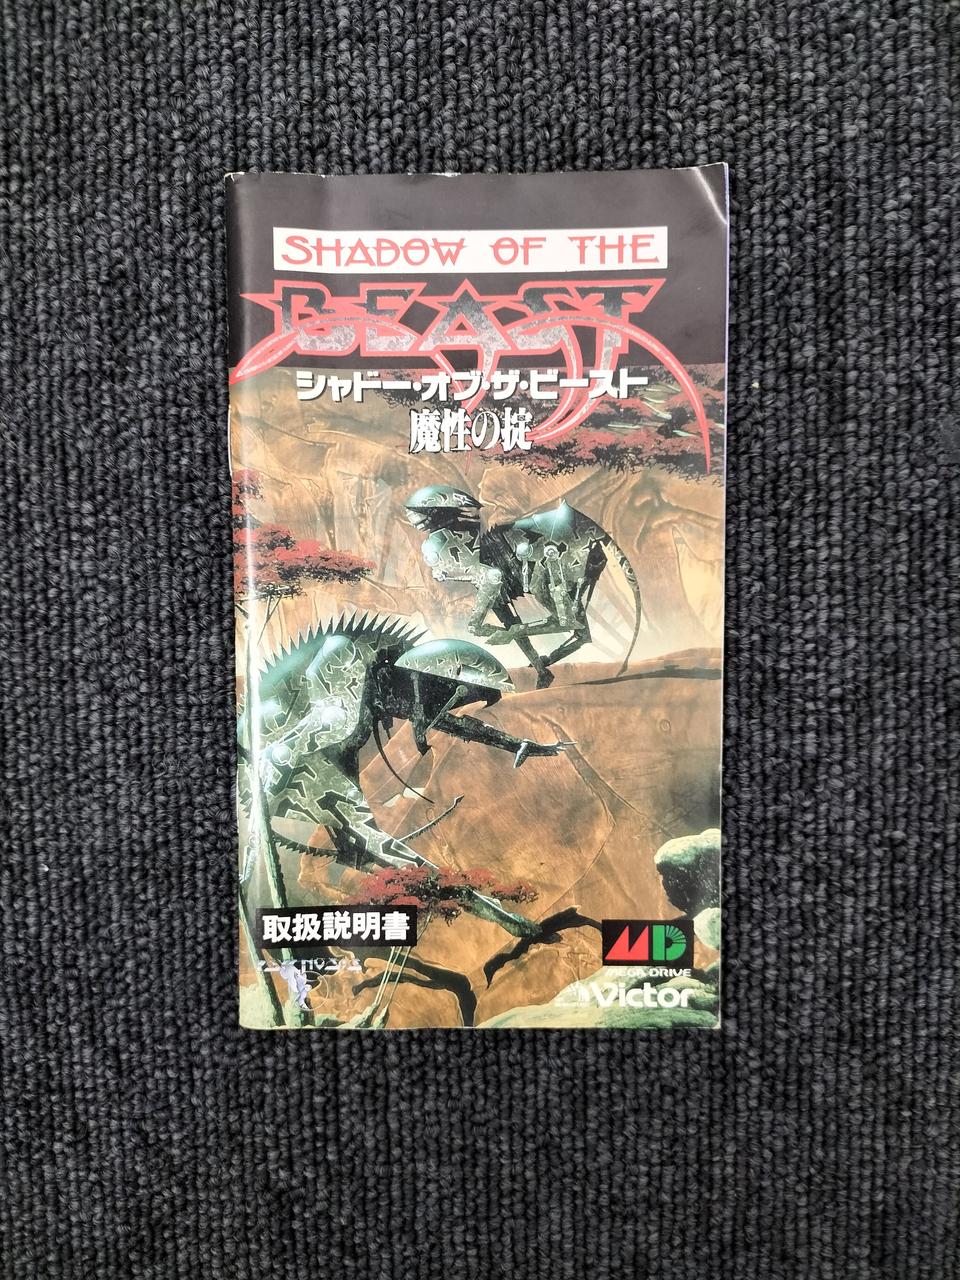 SHADOW OF THE
BEAST
シャドー・オブ・ザ・ビースト
魔性の掟
取扱説明書
MD
MEGA DRIVE
Victor